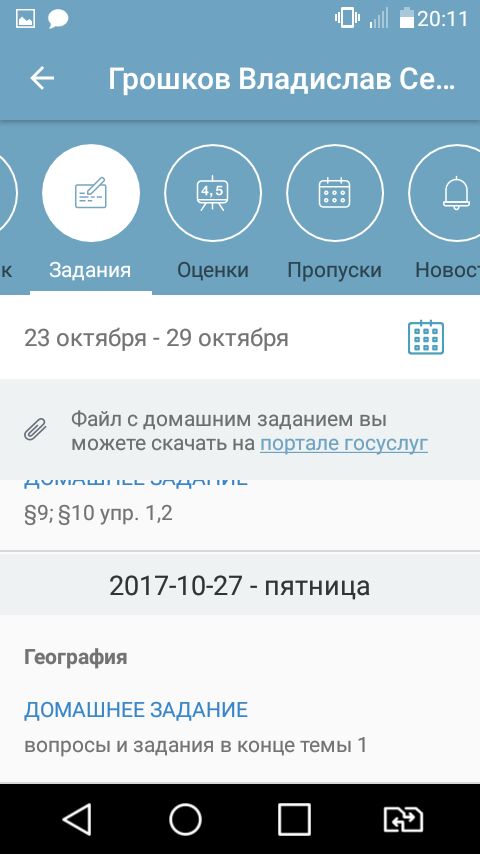 20:11
Грошков Владислав Се...
4,5
к
Задания
Оценки
Пропуски
Новост
23 октября - 29 октября
Файл с домашним заданием вы
можете скачать на портале госуслуг
ДОМАШНЕЕ ЗАДАНИЕ
§9; §10 упр. 1,2
2017-10-27 - пятница
География
ДОМАШНЕЕ ЗАДАНИЕ
вопросы и задания в конце темы 1